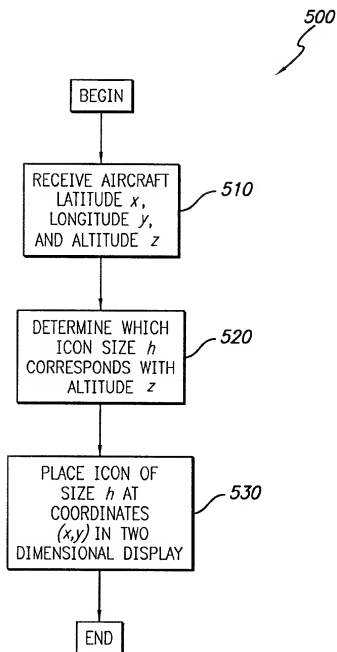 500
BEGIN
RECEIVE AIRCRAFT
LATITUDE x,
LONGITUDE y,
AND ALTITUDE z
510
DETERMINE WHICH
ICON SIZE h
CORRESPONDS WITH
ALTITUDE z
520
PLACE ICON OF
SIZE h AT
COORDINATES
(x,y) IN TWO
DIMENSIONAL DISPLAY
530
END